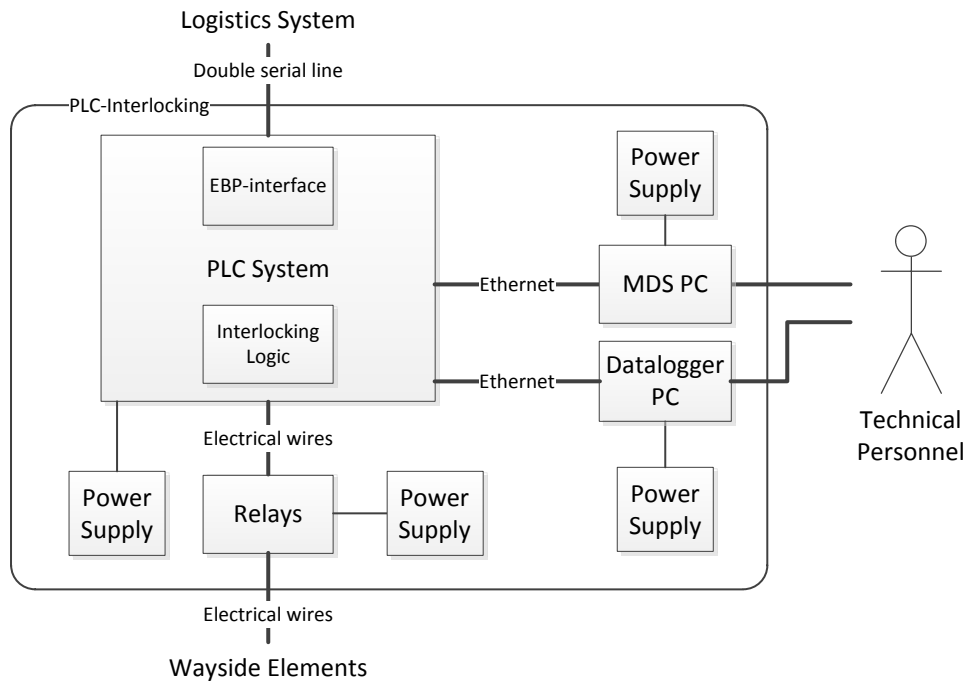 Logistics System
Double serial line
PLC-Interlocking
EBP-interface
PLC System
Interlocking
Logic
Power
Supply
Ethernet
MDS PC
Ethernet
Datalogger
PC
Technical
Personnel
Electrical wires
Power
Supply
Relays
Power
Supply
Power
Supply
Electrical wires
Wayside Elements